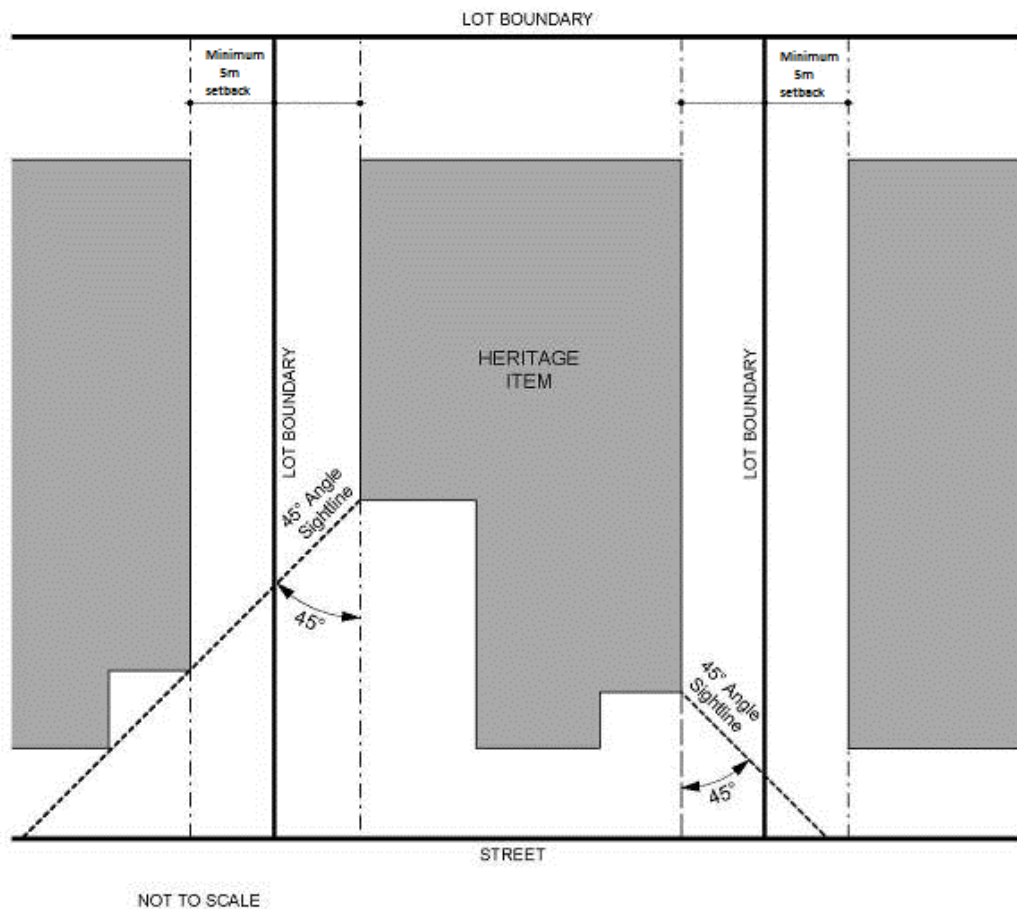 LOT BOUNDARY
Minimum
5m
setback
Minimum
5m
setback
HERITAGE
ITEM
LOT BOUNDARY
LOT BOUNDARY
45° Angle
Sightline
45°
45° Angle
Sightline
45°
STREET
NOT TO SCALE